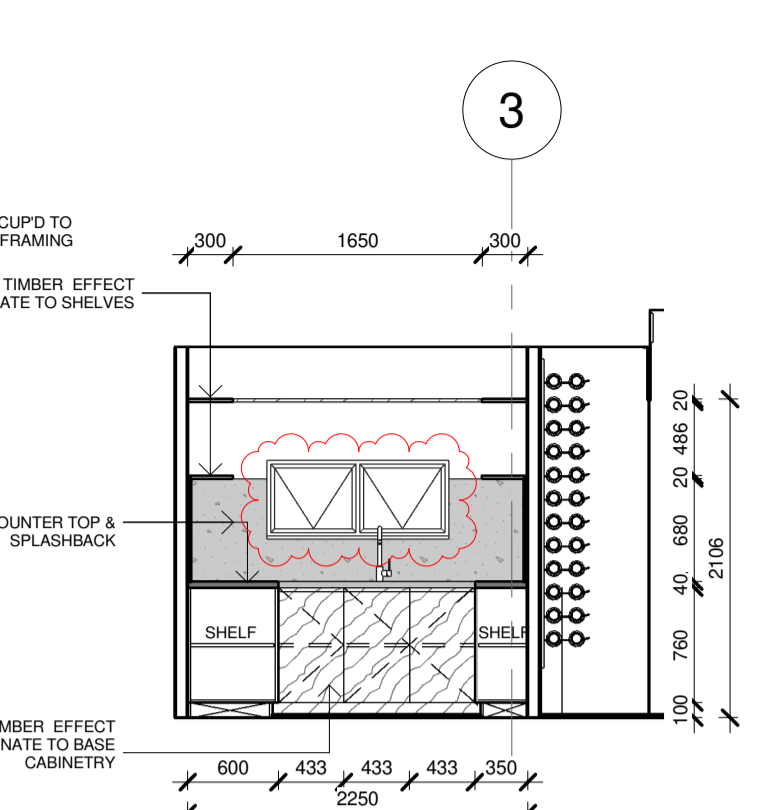 3
CUP'D TO
FRAMING
300 1650 300
TIMBER EFFECT
ATE TO SHELVES
20
486
20
680
40
760
100
2106
OUNTER TOP &
SPLASHBACK
SHELF SHELF
MBER EFFECT
NATE TO BASE
CABINETRY
600 433 433 433 350
2250